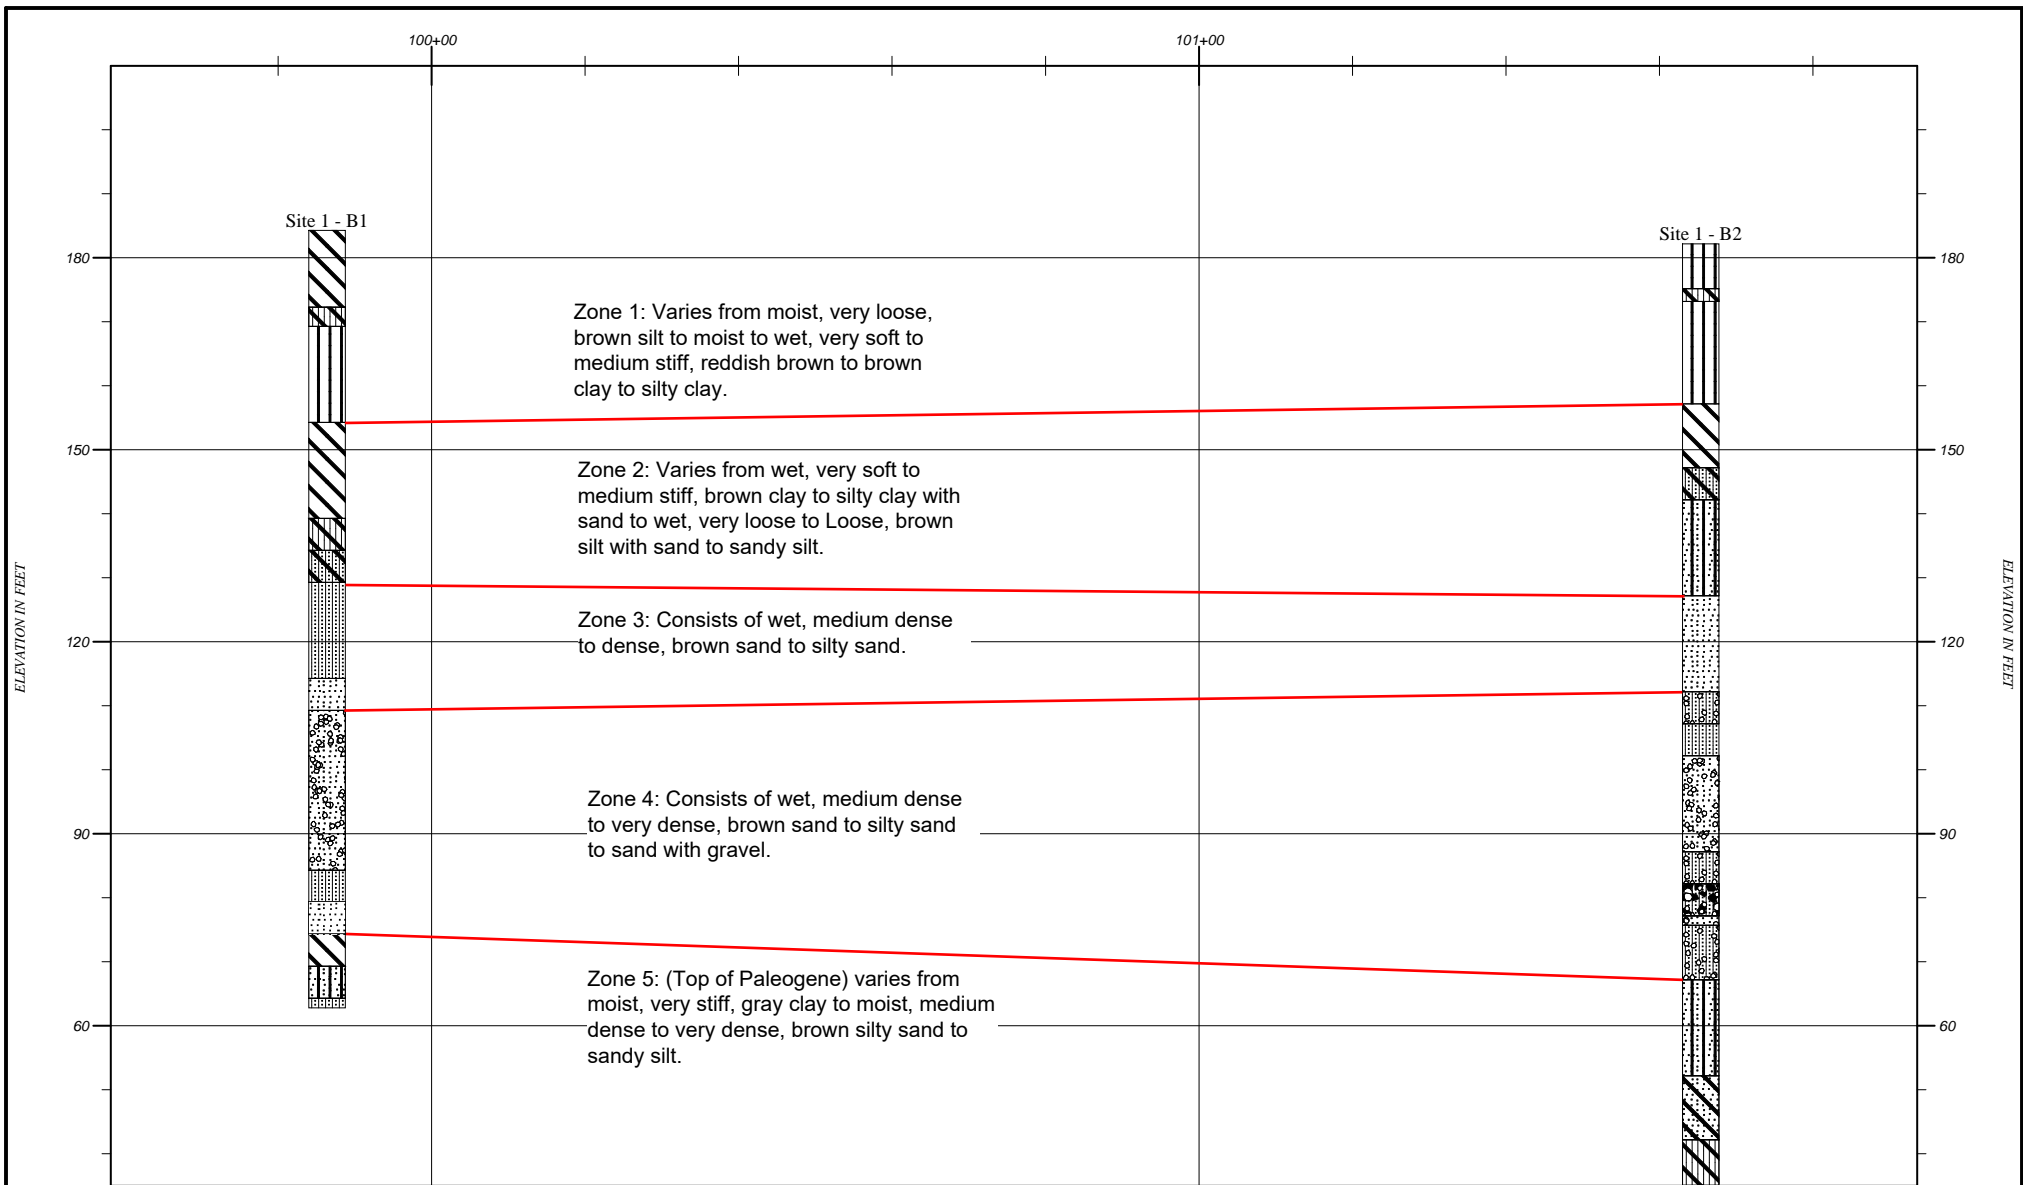 100+00 101+00
Site 1 - B1
Site 1 - B2
180 180
Zone 1: Varies from moist, very loose,
brown silt to moist to wet, very soft to
medium stiff, reddish brown to brown
clay to silty clay.
150 150
Zone 2: Varies from wet, very soft to
medium stiff, brown clay to silty clay with
sand to wet, very loose to Loose, brown
silt with sand to sandy silt.
ELEVATION IN FEET
ELEVATION IN FEET
Zone 3: Consists of wet, medium dense
to dense, brown sand to silty sand.
120 120
Zone 4: Consists of wet, medium dense
to very dense, brown sand to silty sand
to sand with gravel.
90 90
Zone 5: (Top of Paleogene) varies from
moist, very stiff, gray clay to moist, medium
dense to very dense, brown silty sand to
sandy silt.
60 60